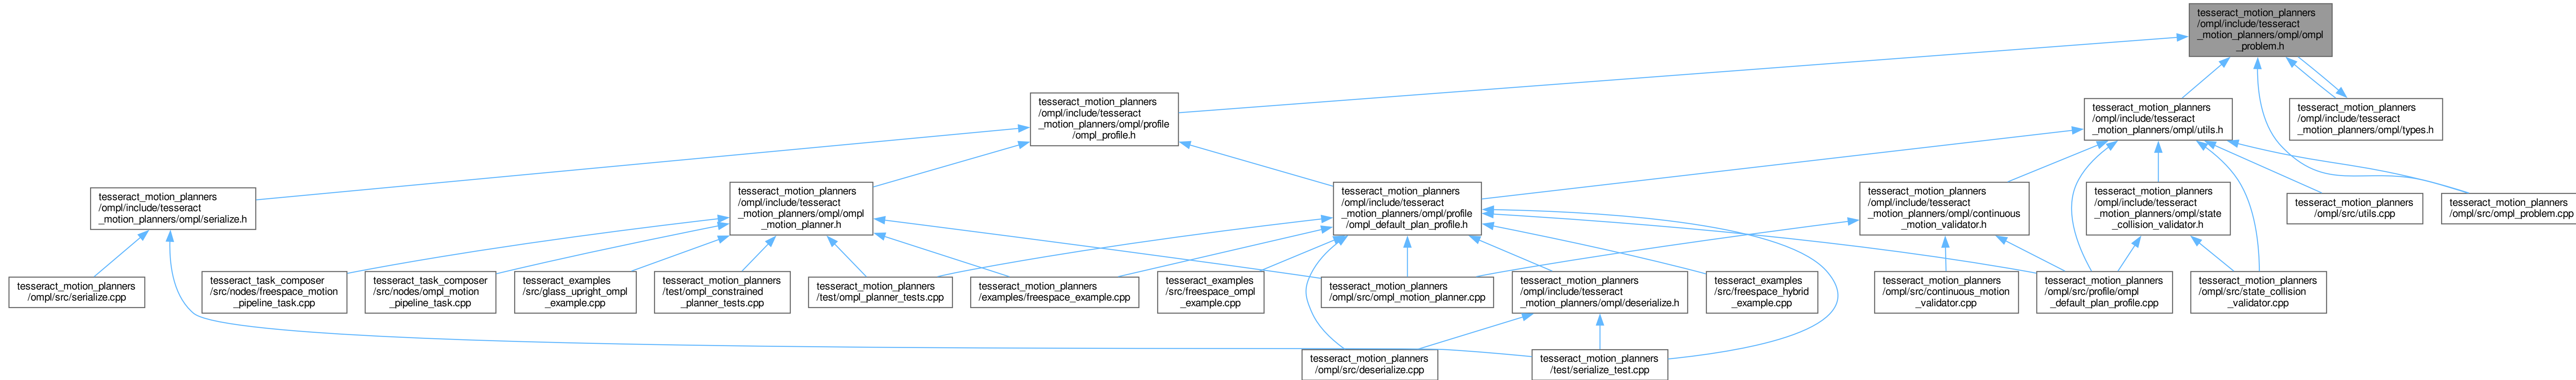 tesseract_motion_planners
/ompl/include/tesseract
_motion_planners/ompl/ompl
_problem.h
tesseract_motion_planners
/ompl/include/tesseract
_motion_planners/ompl/profile
/ompl_profile.h
tesseract_motion_planners
/ompl/include/tesseract
_motion_planners/ompl/utils.h
tesseract_motion_planners
/ompl/include/tesseract
_motion_planners/ompl/types.h
tesseract_motion_planners
/ompl/include/tesseract
_motion_planners/ompl/serialize.h
tesseract_motion_planners
/ompl/include/tesseract
_motion_planners/ompl/ompl
_motion_planner.h
tesseract_motion_planners
/ompl/include/tesseract
_motion_planners/ompl/profile
/ompl_default_plan_profile.h
tesseract_motion_planners
/ompl/include/tesseract
_motion_planners/ompl/continuous
_motion_validator.h
tesseract_motion_planners
/ompl/include/tesseract
_motion_planners/ompl/state
_collision_validator.h
tesseract_motion_planners
/ompl/src/utils.cpp
tesseract_motion_planners
/ompl/src/ompl_problem.cpp
tesseract_motion_planners
/ompl/src/serialize.cpp
tesseract_task_composer
/src/nodes/freespace_motion
_pipeline_task.cpp
tesseract_task_composer
/src/nodes/ompl_motion
_pipeline_task.cpp
tesseract_examples
/src/glass_upright_ompl
_example.cpp
tesseract_motion_planners
/test/ompl_constrained
_planner_tests.cpp
tesseract_motion_planners
/test/ompl_planner_tests.cpp
tesseract_motion_planners
/examples/freespace_example.cpp
tesseract_examples
/src/freespace_ompl
_example.cpp
tesseract_motion_planners
/ompl/src/ompl_motion_planner.cpp
tesseract_motion_planners
/ompl/include/tesseract
_motion_planners/ompl/deserialize.h
tesseract_examples
/src/freespace_hybrid
_example.cpp
tesseract_motion_planners
/ompl/src/continuous_motion
_validator.cpp
tesseract_motion_planners
/ompl/src/profile/ompl
_default_plan_profile.cpp
tesseract_motion_planners
/ompl/src/state_collision
_validator.cpp
tesseract_motion_planners
/ompl/src/deserialize.cpp
tesseract_motion_planners
/test/serialize_test.cpp